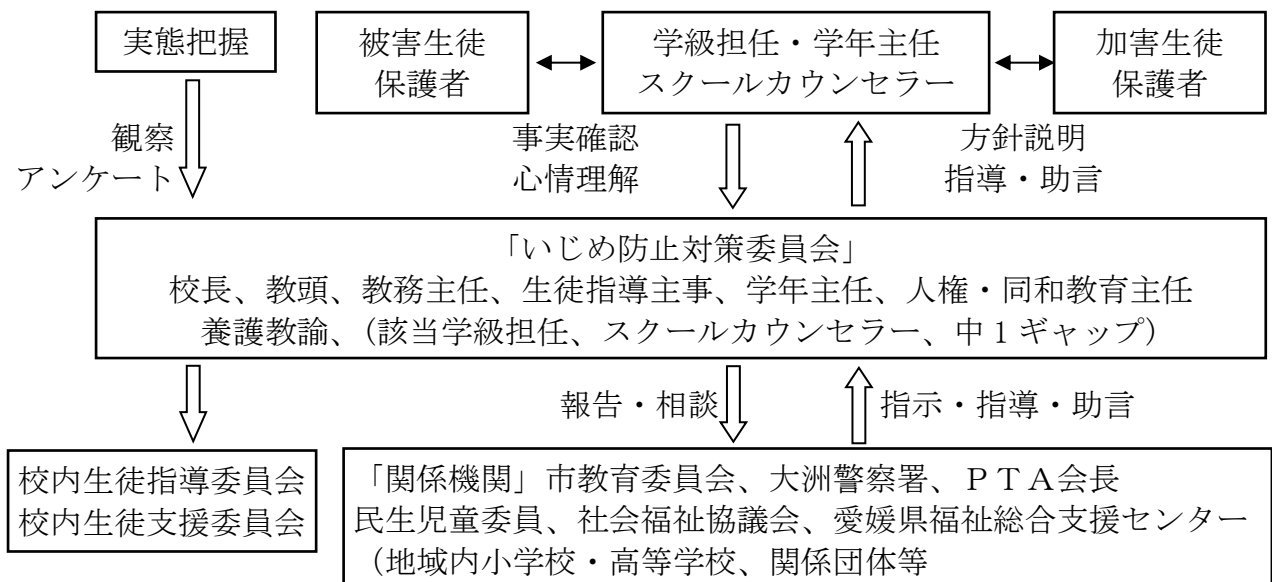 実態把握
被害生徒
保護者
学級担任・学年主任
スクールカウンセラー
加害生徒
保護者
観察
アンケート
事実確認
心情理解
方針説明
指導・助言
「いじめ防止対策委員会」
校長、教頭、教務主任、生徒指導主事、学年主任、人権・同和教育主任
養護教諭、（該当学級担任、スクールカウンセラー、中１ギャップ）
報告・相談
指示・指導・助言
校内生徒指導委員会
校内生徒支援委員会
「関係機関」市教育委員会、大洲警察署、ＰＴＡ会長
民生児童委員、社会福祉協議会、愛媛県福祉総合支援センター
（地域内小学校・高等学校、関係団体等